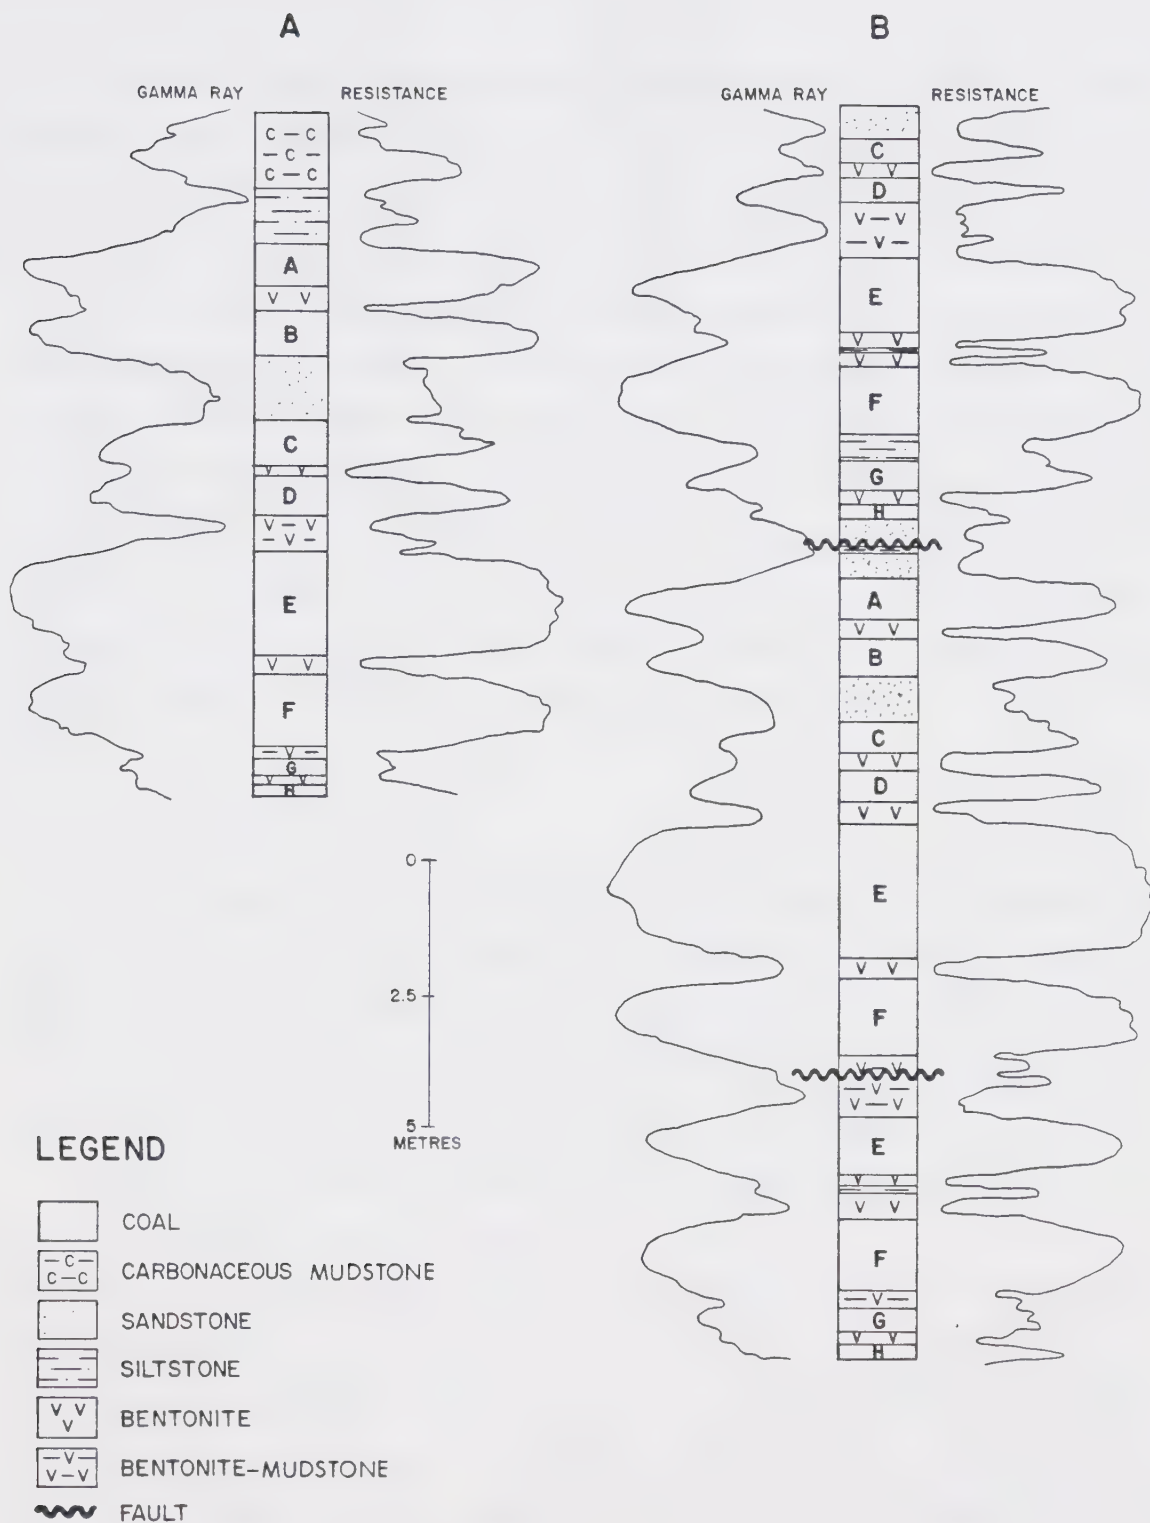 A
B
GAMMA RAY RESISTANCE
GAMMA RAY RESISTANCE
C — C
— C —
C — C
A
V V
B
C
V V
D
V — V
— V —
E
V V
F
— V —
G
V V
H
C
V V
D
V — V
— V —
E
V V
V V
F
G
V V
H
A
V V
B
C
V V
D
V V
E
V V
F
V V
— V —
V — V
E
V V
V V
F
— V —
G
V V
H
0
2.5
5
METRES
LEGEND
COAL
— C —
C — C
CARBONACEOUS MUDSTONE
SANDSTONE
SILTSTONE
V V
V
BENTONITE
— V —
V — V
BENTONITE-MUDSTONE
FAULT